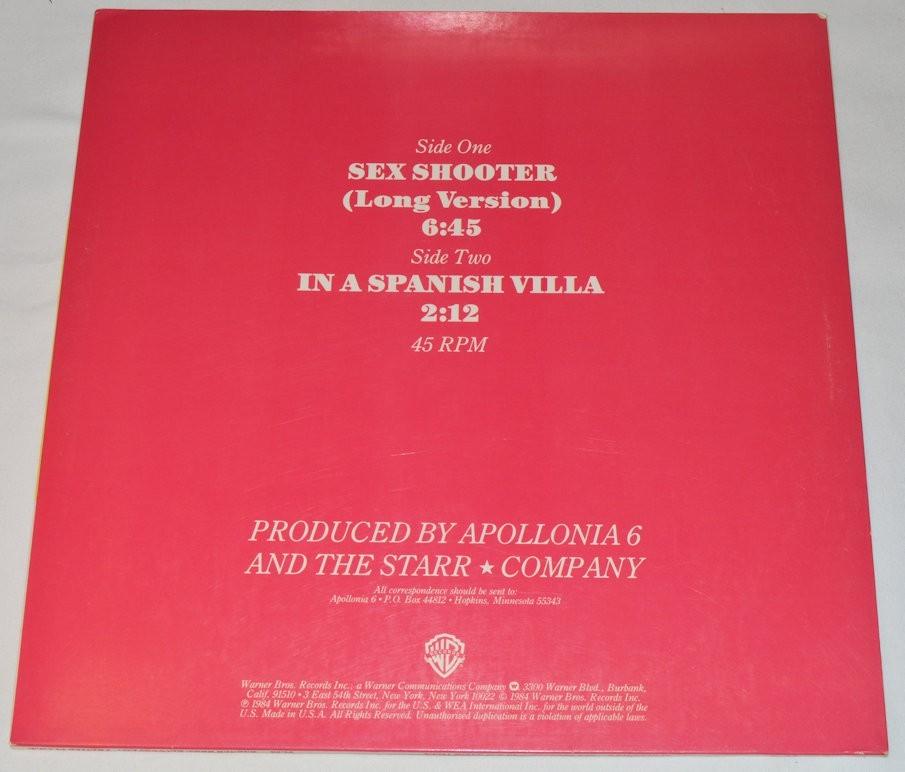 Side One
SEX SHOOTER
(Long Version)
6:45
Side Two
IN A SPANISH VILLA
2:12
45 RPM
PRODUCED BY APOLLONIA 6
AND THE STARR ★ COMPANY
All correspondence should be sent to:
Apollonia 6 • P.O. Box 44812 • Hopkins, Minnesota 55343
Warner Bros. Records Inc., a Warner Communications Company 3300 Warner Blvd., Burbank,
Calif. 91510 • 3 East 54th Street, New York, New York 10022 © 1984 Warner Bros. Records Inc.
℗ 1984 Warner Bros. Records Inc. for the U.S. & WEA International Inc. for the world outside of the
U.S. Made in U.S.A. All Rights Reserved. Unauthorized duplication is a violation of applicable laws.